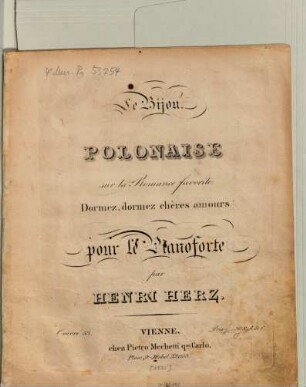 Le Bijou.
POLONAISE
sur la Romance favorite
Dormez, dormez chères amours
pour le Pianoforte
par
HENRI HERZ.
VIENNE,
chez Pietro Mechetti qm Carlo.